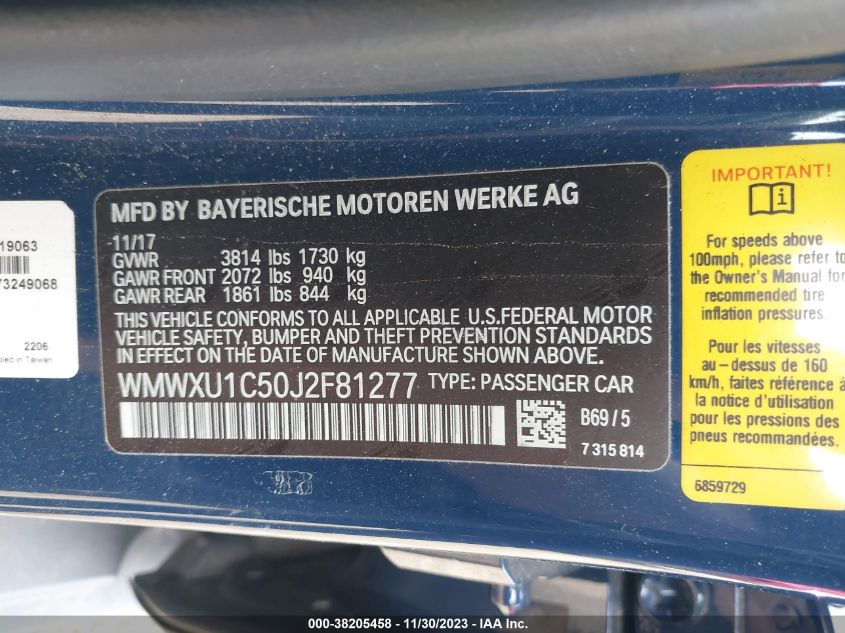 19063
73249068
2206
in Taiwan
MFD BY BAYERISCHE MOTOREN WERKE AG
11/17
GVWR 3814 lbs 1730 kg
GAWR FRONT 2072 lbs 940 kg
GAWR REAR 1861 lbs 844 kg
THIS VEHICLE CONFORMS TO ALL APPLICABLE U.S.FEDERAL MOTOR
VEHICLE SAFETY, BUMPER AND THEFT PREVENTION STANDARDS
IN EFFECT ON THE DATE OF MANUFACTURE SHOWN ABOVE.
WMWXU1C50J2F81277 TYPE: PASSENGER CAR
B69/5
7 315 814
IMPORTANT!
For speeds above
100mph, please refer to
the Owner's Manual for
recommended tire
inflation pressures.
Pour les vitesses
au-dessus de 160
km/h, faites référence à
la notice d'utilisation
pour les pressions des
pneus recommandées.
6859729
000-38205458 - 11/30/2023 - © IAA, Inc.